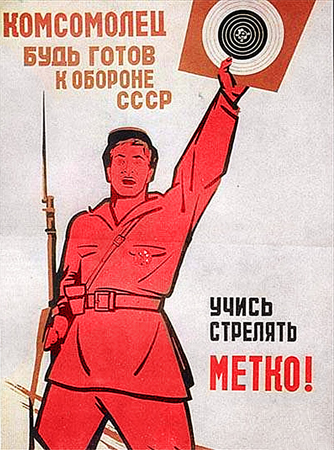 КОМСОМОЛЕЦ
БУДЬ ГОТОВ
К ОБОРОНЕ
СССР
УЧИСЬ
СТРЕЛЯТЬ
МЕТКО!